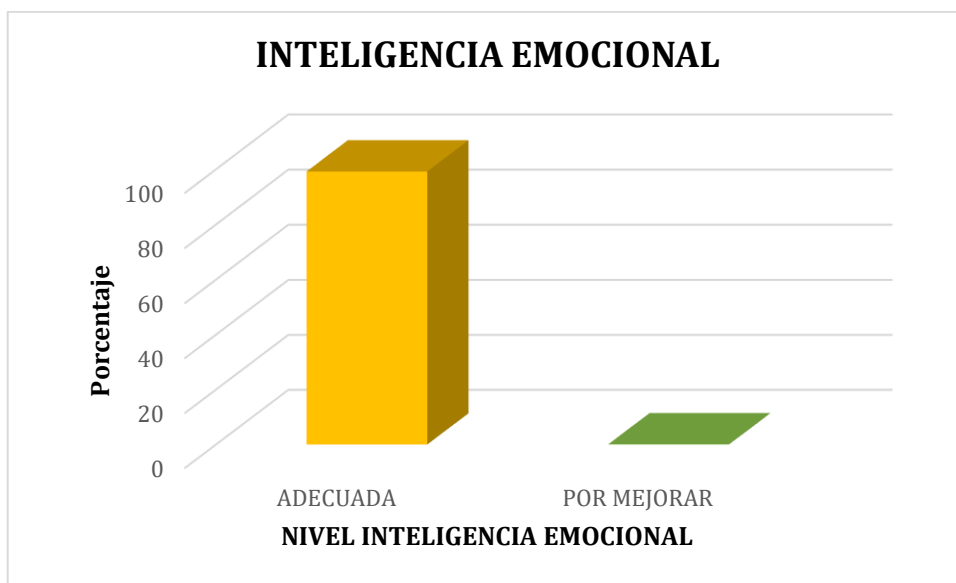 INTELIGENCIA EMOCIONAL
Porcentaje
100
80
60
40
20
0
ADECUADA POR MEJORAR
NIVEL INTELIGENCIA EMOCIONAL